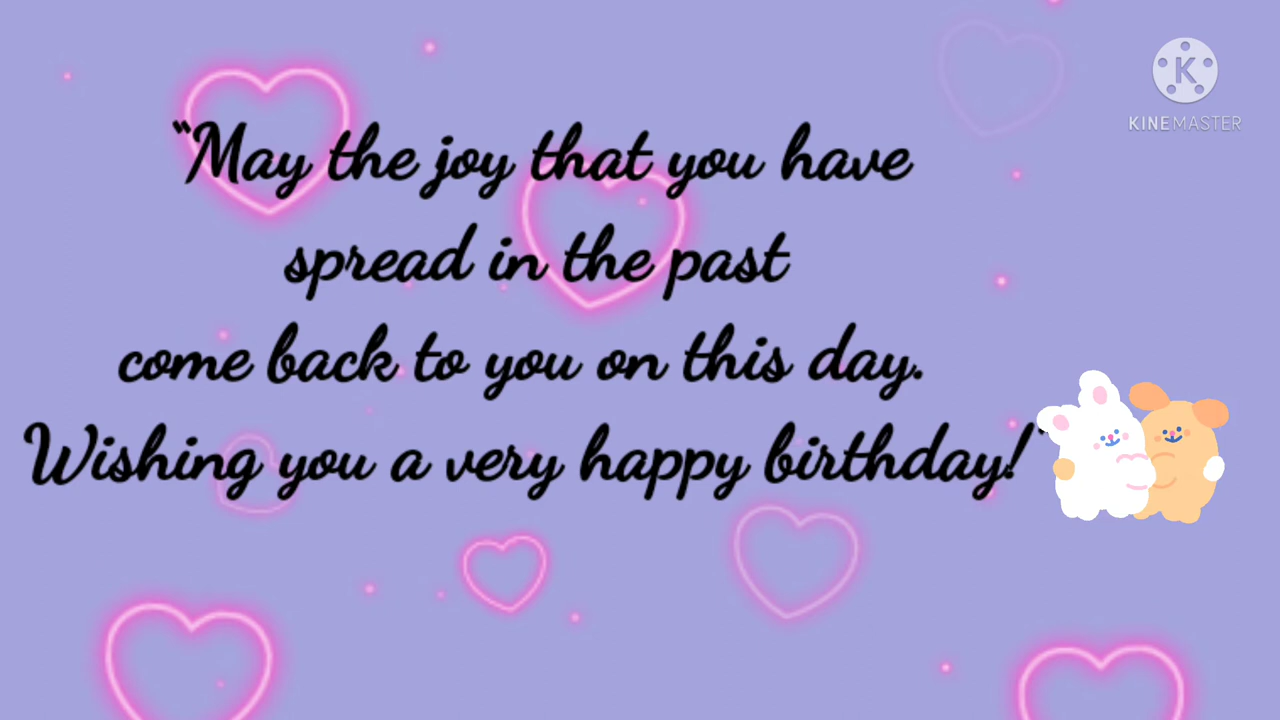 KINEMASTER
"May the joy that you have
spread in the past
come back to you on this day.
Wishing you a very happy birthday!"